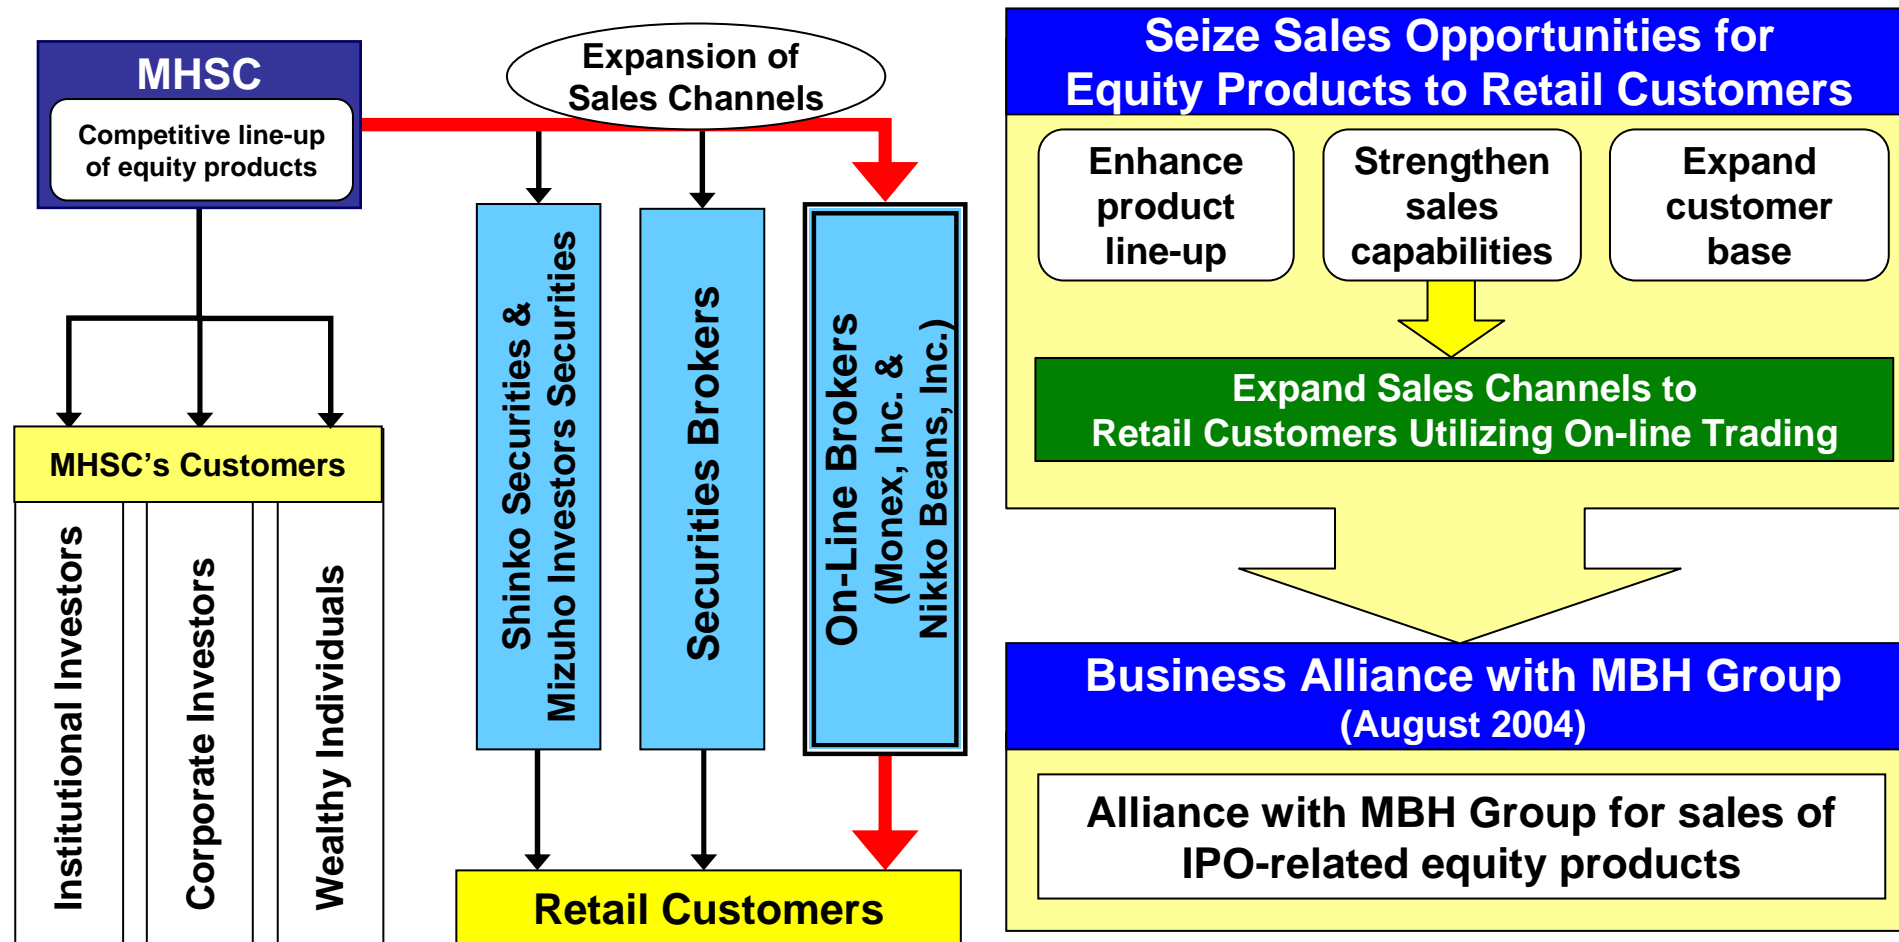 MHSC
Competitive line-up
of equity products
Expansion of
Sales Channels
MHSC's Customers
Institutional Investors
Corporate Investors
Wealthy Individuals
Shinko Securities &
Mizuho Investors Securities
Securities Brokers
On-Line Brokers
(Monex, Inc. &
Nikko Beans, Inc.)
Retail Customers
Seize Sales Opportunities for
Equity Products to Retail Customers
Enhance
product
line-up
Strengthen
sales
capabilities
Expand
customer
base
Expand Sales Channels to
Retail Customers Utilizing On-line Trading
Business Alliance with MBH Group
(August 2004)
Alliance with MBH Group for sales of
IPO-related equity products